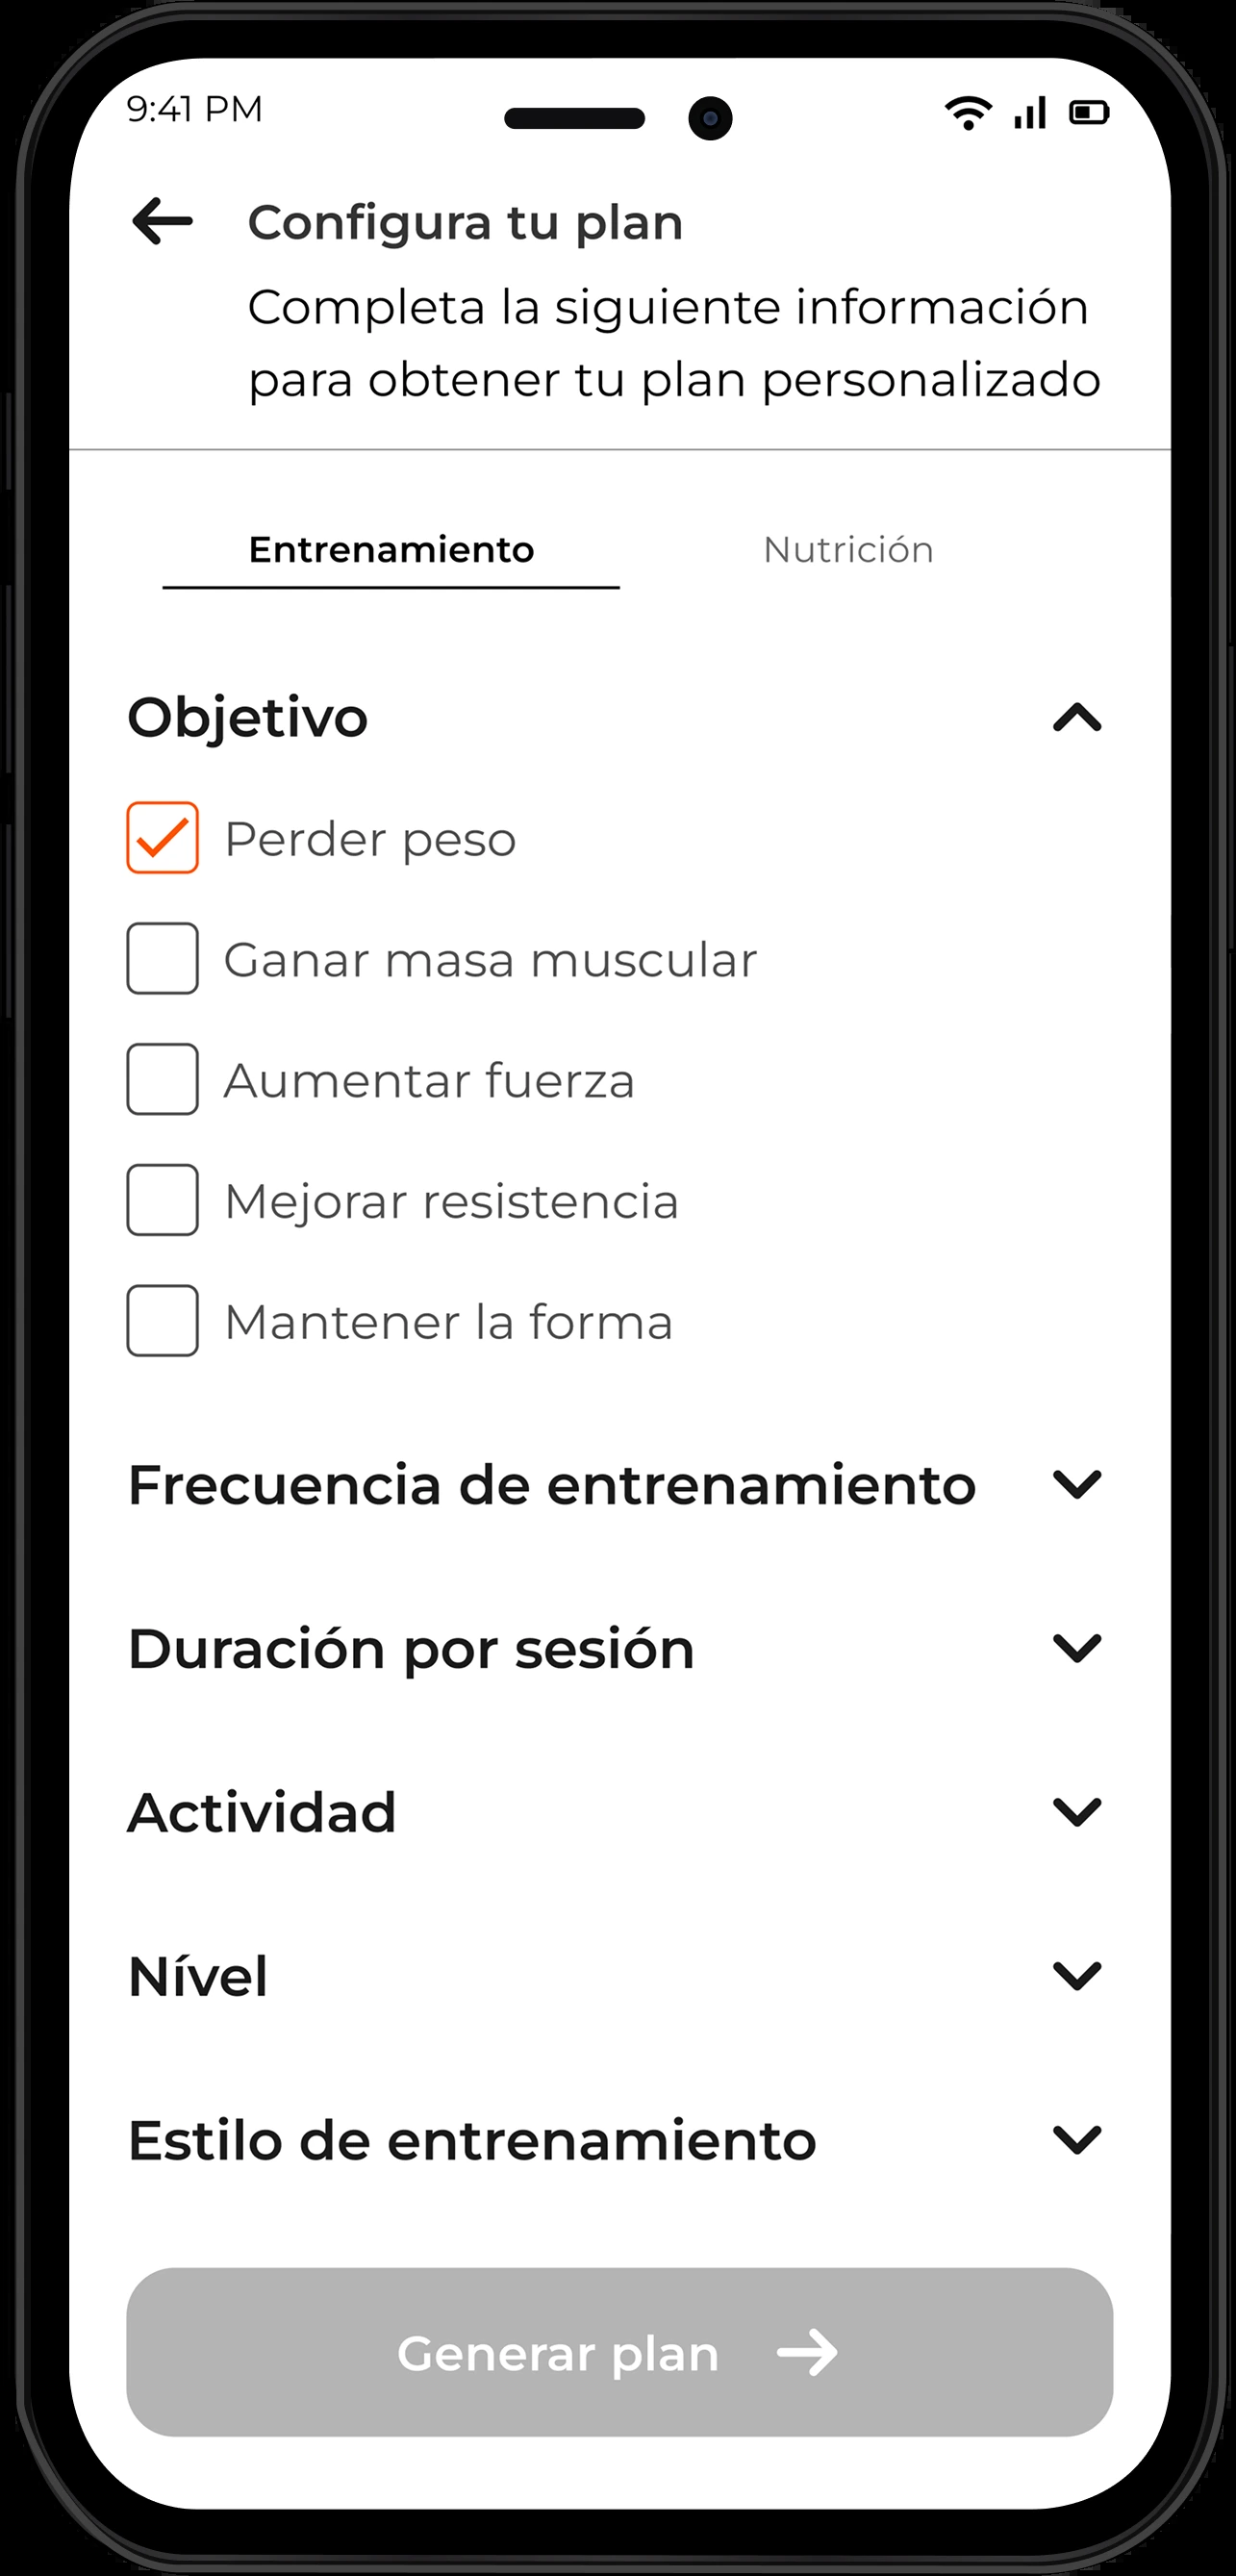 9:41 PM
Configura tu plan
Completa la siguiente información
para obtener tu plan personalizado
Entrenamiento
Nutrición
Objetivo
Perder peso
Ganar masa muscular
Aumentar fuerza
Mejorar resistencia
Mantener la forma
Frecuencia de entrenamiento
Duración por sesión
Actividad
Nível
Estilo de entrenamiento
Generar plan